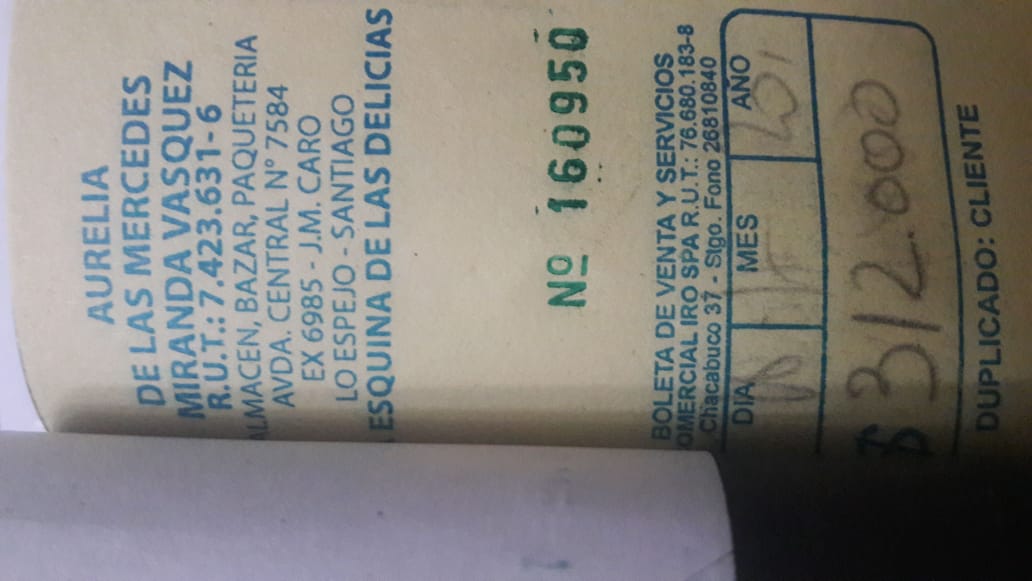 AURELIA
DE LAS MERCEDES
MIRANDA VASQUEZ
R.U.T.: 7.423.631-6
ALMACEN, BAZAR, PAQUETERIA
AVDA. CENTRAL N° 7584
EX 6985 - J.M. CARO
LO ESPEJO - SANTIAGO
ESQUINA DE LAS DELICIAS
Nº 160950
BOLETA DE VENTA Y SERVICIOS
OMERCIAL IRO SPA R.U.T.: 76.680.183-8
Chacabuco 37 - Stgo. Fono 26810840
DIA MES AÑO
$ 312.000
DUPLICADO: CLIENTE